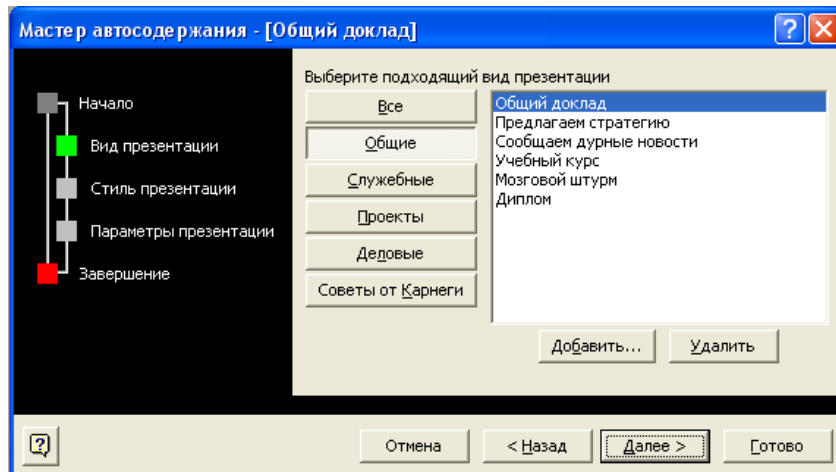 Мастер автосодержания - [Общий доклад]
Начало
Вид презентации
Стиль презентации
Параметры презентации
Завершение
Выберите подходящий вид презентации
Все
Общие
Служебные
Проекты
Деловые
Советы от Карнеги
Общий доклад
Предлагаем стратегию
Сообщаем дурные новости
Учебный курс
Мозговой штурм
Диплом
Добавить...
Удалить
Отмена
< Назад
Далее >
Готово